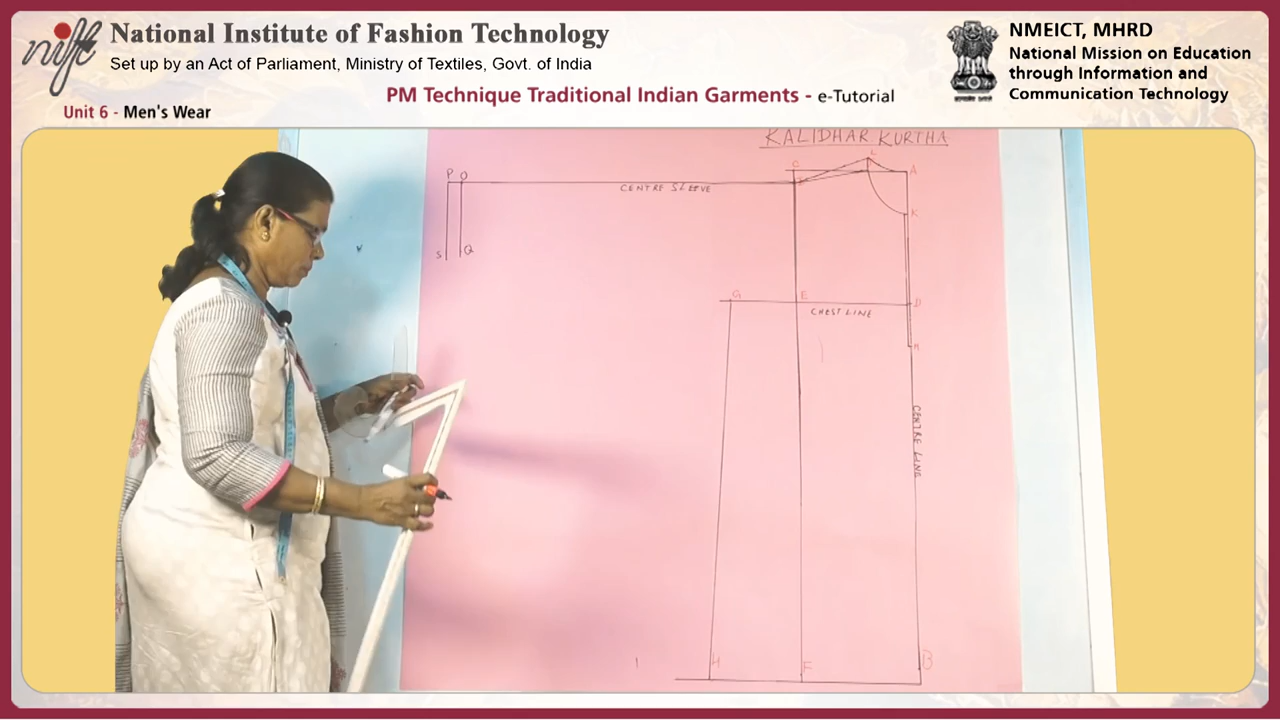 nift
National Institute of Fashion Technology
Set up by an Act of Parliament, Ministry of Textiles, Govt. of India
NMEICT, MHRD
National Mission on Education
through Information and
Communication Technology
PM Technique Traditional Indian Garments - e-Tutorial
Unit 6 - Men's Wear
KALIDHAR KURTHA
L
C
A
P O
CENTRE SLEEVE
K
S Q
G E D
CHEST LINE
CENTRE LINE
H F B